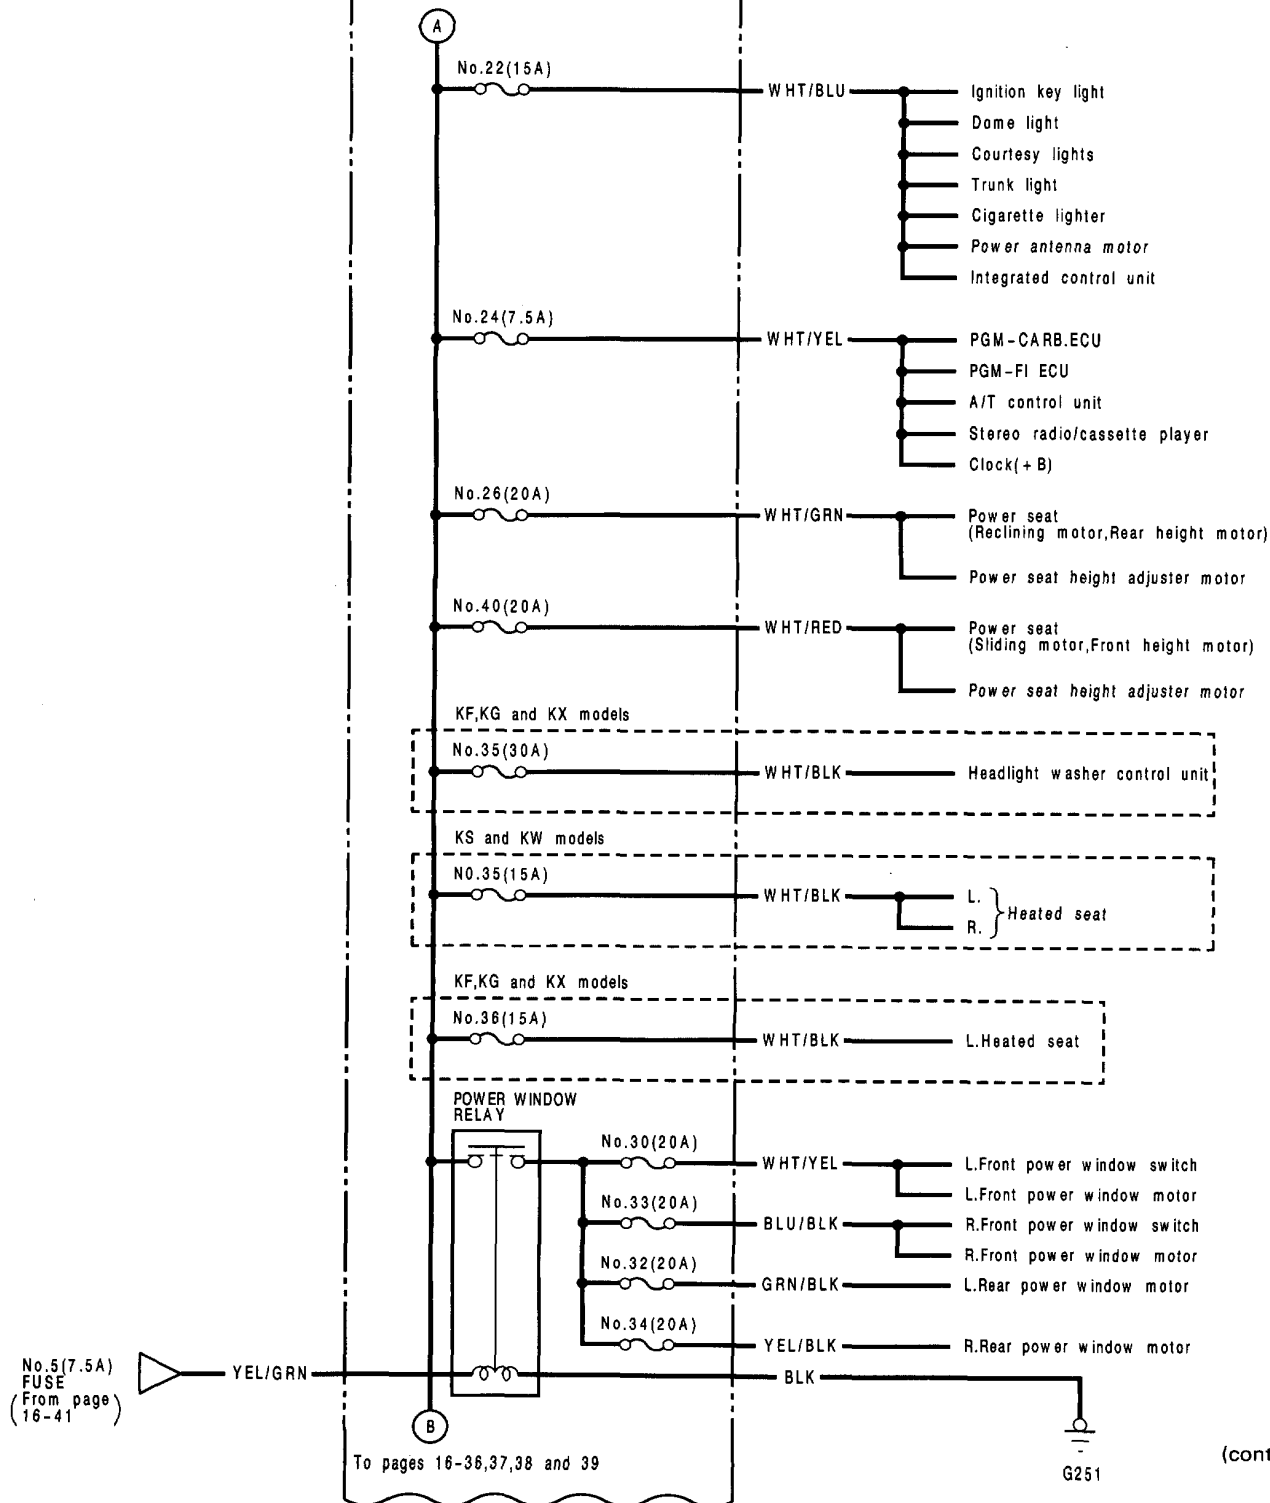 A
No.22(15A)
WHT/BLU
Ignition key light
Dome light
Courtesy lights
Trunk light
Cigarette lighter
Power antenna motor
Integrated control unit
No.24(7.5A)
WHT/YEL
PGM-CARB.ECU
PGM-FI ECU
A/T control unit
Stereo radio/cassette player
Clock(+B)
No.26(20A)
WHT/GRN
Power seat
(Reclining motor,Rear height motor)
Power seat height adjuster motor
No.40(20A)
WHT/RED
Power seat
(Sliding motor,Front height motor)
Power seat height adjuster motor
KF,KG and KX models
No.35(30A)
WHT/BLK
Headlight washer control unit
KS and KW models
NO.35(15A)
WHT/BLK
L.
R.
Heated seat
KF,KG and KX models
No.36(15A)
WHT/BLK
L.Heated seat
POWER WINDOW
RELAY
No.30(20A)
WHT/YEL
L.Front power window switch
L.Front power window motor
No.33(20A)
BLU/BLK
R.Front power window switch
R.Front power window motor
No.32(20A)
GRN/BLK
L.Rear power window motor
No.34(20A)
YEL/BLK
R.Rear power window motor
No.5(7.5A)
FUSE
(From page
16-41)
YEL/GRN
BLK
B
To pages 16-36,37,38 and 39
G251
(cont